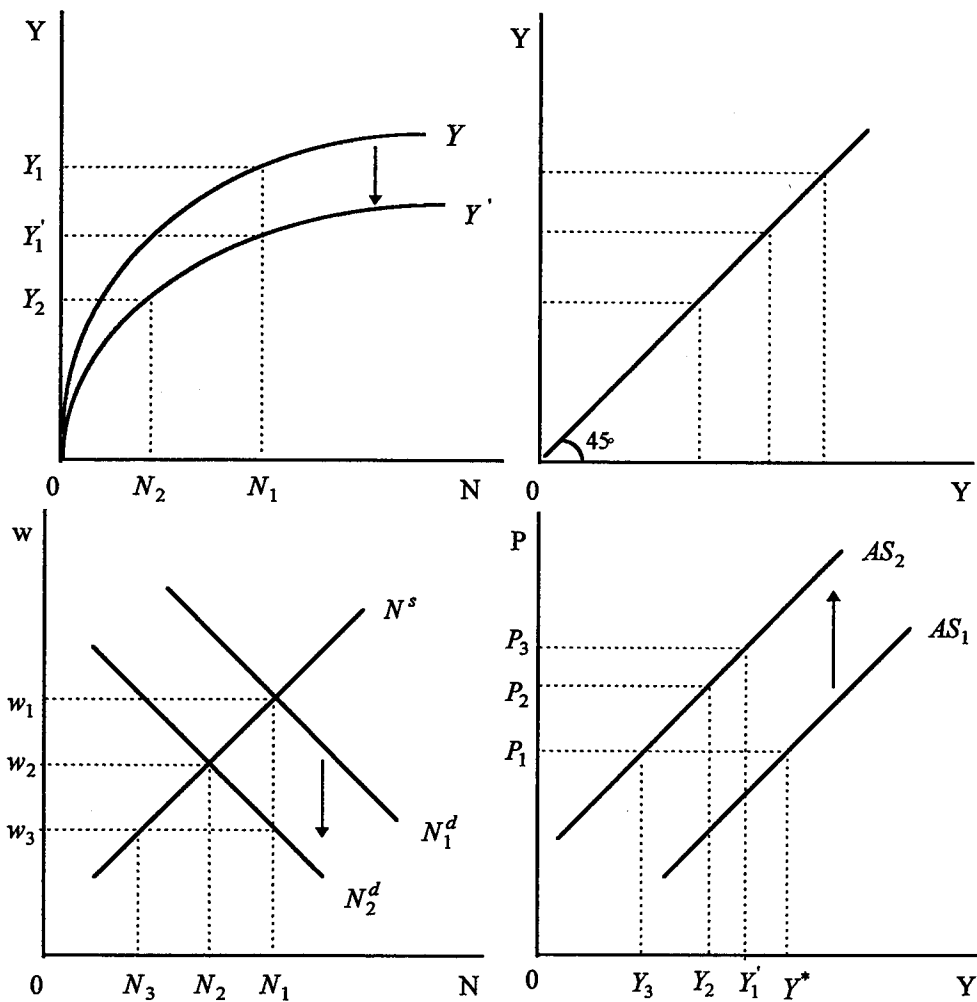 Y
Y
Y₁
Y₁'
Y₂
Y
Y'
0
N₂
N₁
N
Y
45°
0
Y
w
w₁
w₂
w₃
Nˢ
N₁ᵈ
N₂ᵈ
0
N₃
N₂
N₁
N
P
P₃
P₂
P₁
AS₂
AS₁
0
Y₃
Y₂
Y₁'
Y*
Y